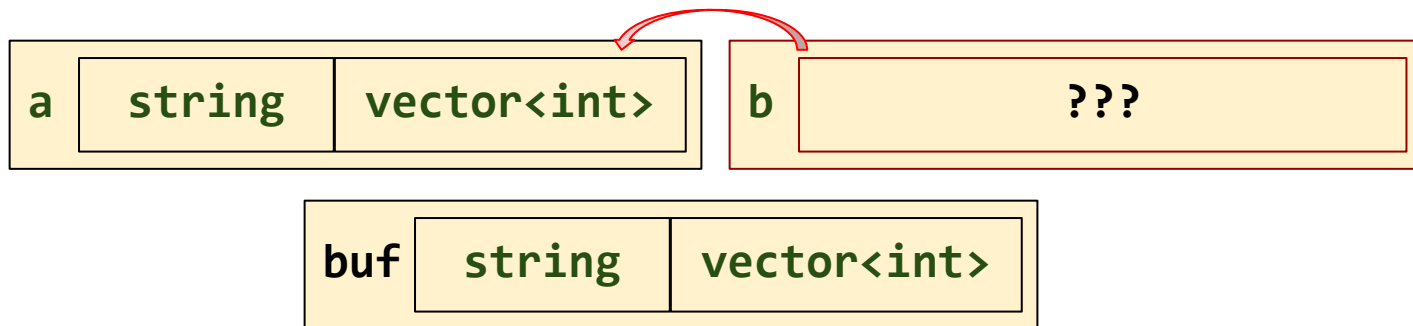 a string vector<int> b ???
buf string vector<int>